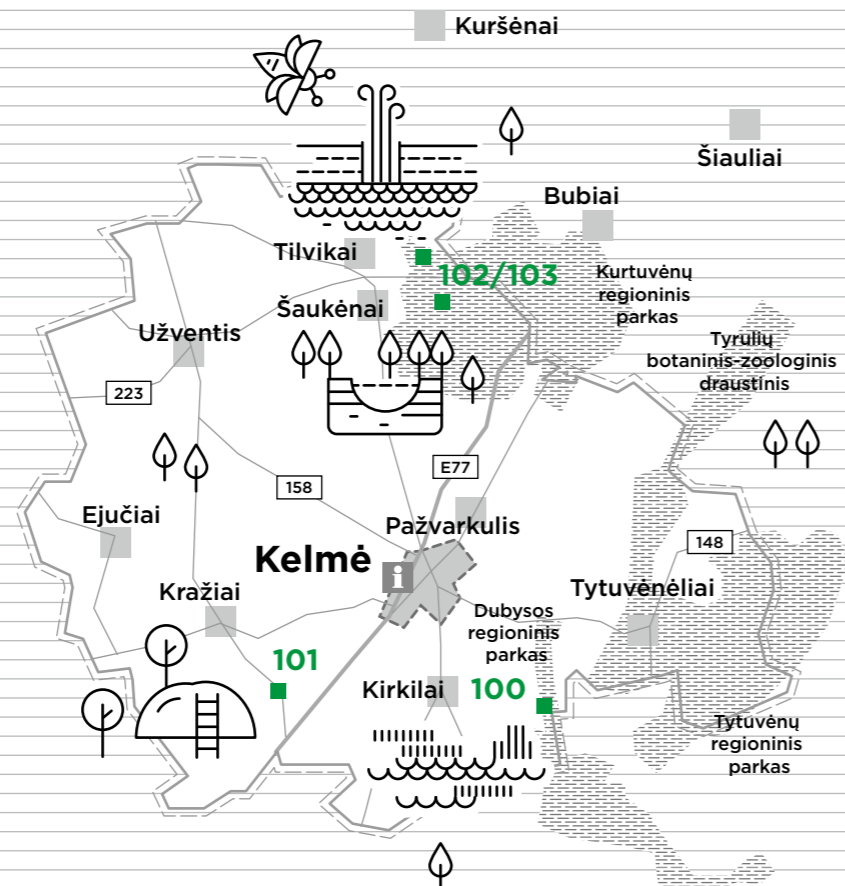 Kuršėnai
Šiauliai
Bubiai
Tilvikai
102/103
Kurtuvėnų
regioninis
parkas
Šaukėnai
Užventis
Tyrulių
botaninis-zoologinis
draustinis
223
E77
158
Ejučiai
Pažvarkulis
148
Kelmė
i
Kražiai
Tytuvėnėliai
Dubysos
regioninis
parkas
101
Kirkilai
100
Tytuvėnų
regioninis
parkas